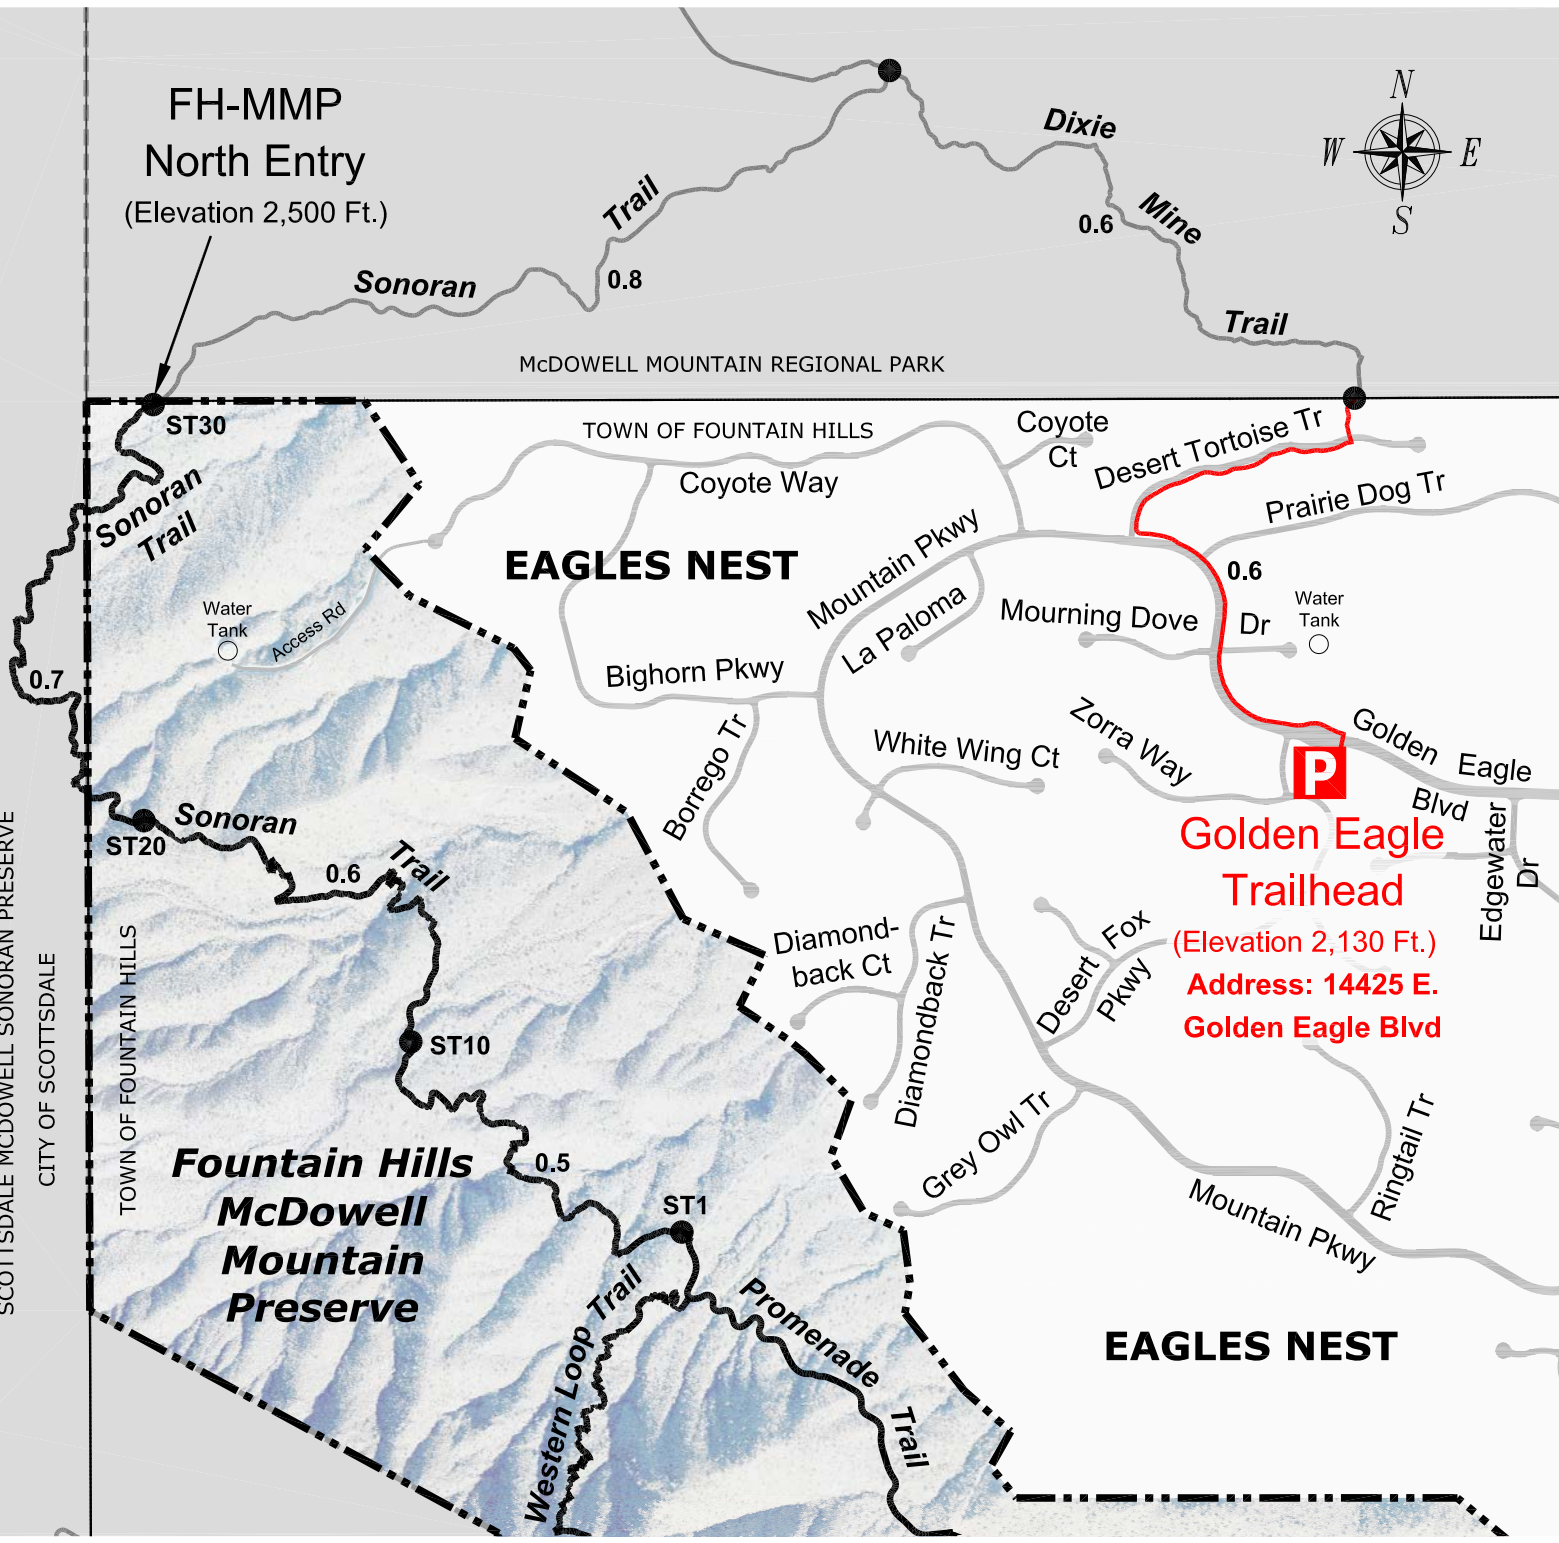 FH-MMP
North Entry
(Elevation 2,500 Ft.)
N
W E
S
Dixie
Mine
0.6
Trail
Trail
Sonoran
0.8
McDOWELL MOUNTAIN REGIONAL PARK
ST30
TOWN OF FOUNTAIN HILLS
Coyote
Ct
Desert Tortoise Tr
Coyote Way
Prairie Dog Tr
Sonoran
Trail
EAGLES NEST
Mountain Pkwy
0.6
La Paloma
Mourning Dove Dr
Water
Tank
Water
Tank
Access Rd
0.7
Bighorn Pkwy
Borrego Tr
White Wing Ct
Zorra Way
Golden Eagle
Blvd
P
Edgewater
Dr
Golden Eagle
Trailhead
(Elevation 2,130 Ft.)
Address: 14425 E.
Golden Eagle Blvd
SCOTTSDALE MCDOWELL SONORAN PRESERVE
CITY OF SCOTTSDALE
TOWN OF FOUNTAIN HILLS
Sonoran
Trail
ST20
0.6
Diamond-
back Ct
Diamondback Tr
Desert Fox
Pkwy
ST10
Grey Owl Tr
Ringtail Tr
Mountain Pkwy
0.5
Fountain Hills
McDowell
Mountain
Preserve
ST1
Western Loop Trail
Promenade
Trail
EAGLES NEST